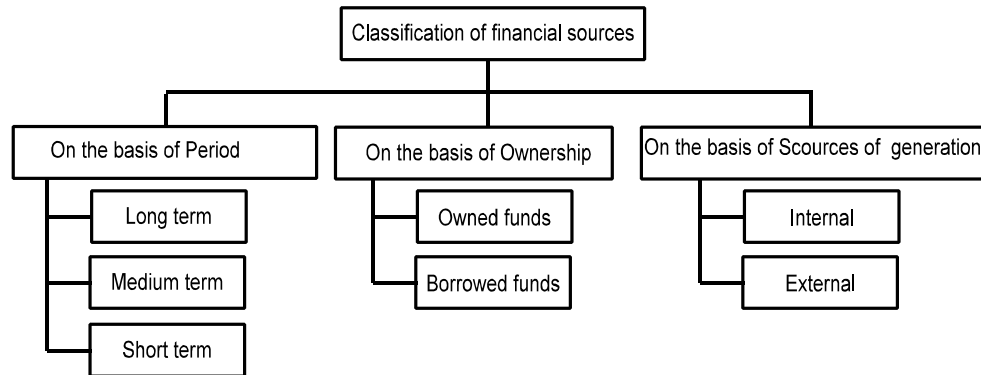 Classification of financial sources
On the basis of Period
Long term
Medium term
Short term
On the basis of Ownership
Owned funds
Borrowed funds
On the basis of Scources of generation
Internal
External